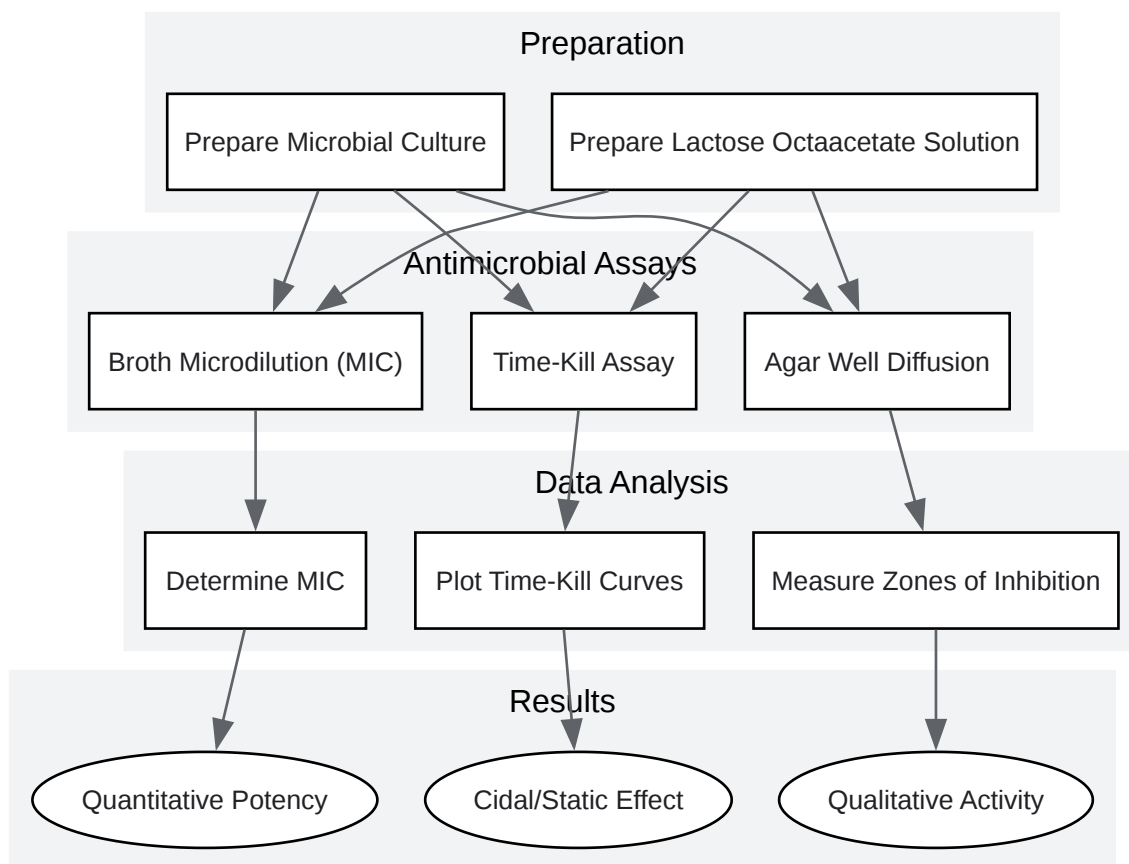 Preparation
Prepare Microbial Culture
Prepare Lactose Octaacetate Solution
Antimicrobial Assays
Broth Microdilution (MIC)
Time-Kill Assay
Agar Well Diffusion
Data Analysis
Determine MIC
Plot Time-Kill Curves
Measure Zones of Inhibition
Results
Quantitative Potency
Cidal/Static Effect
Qualitative Activity